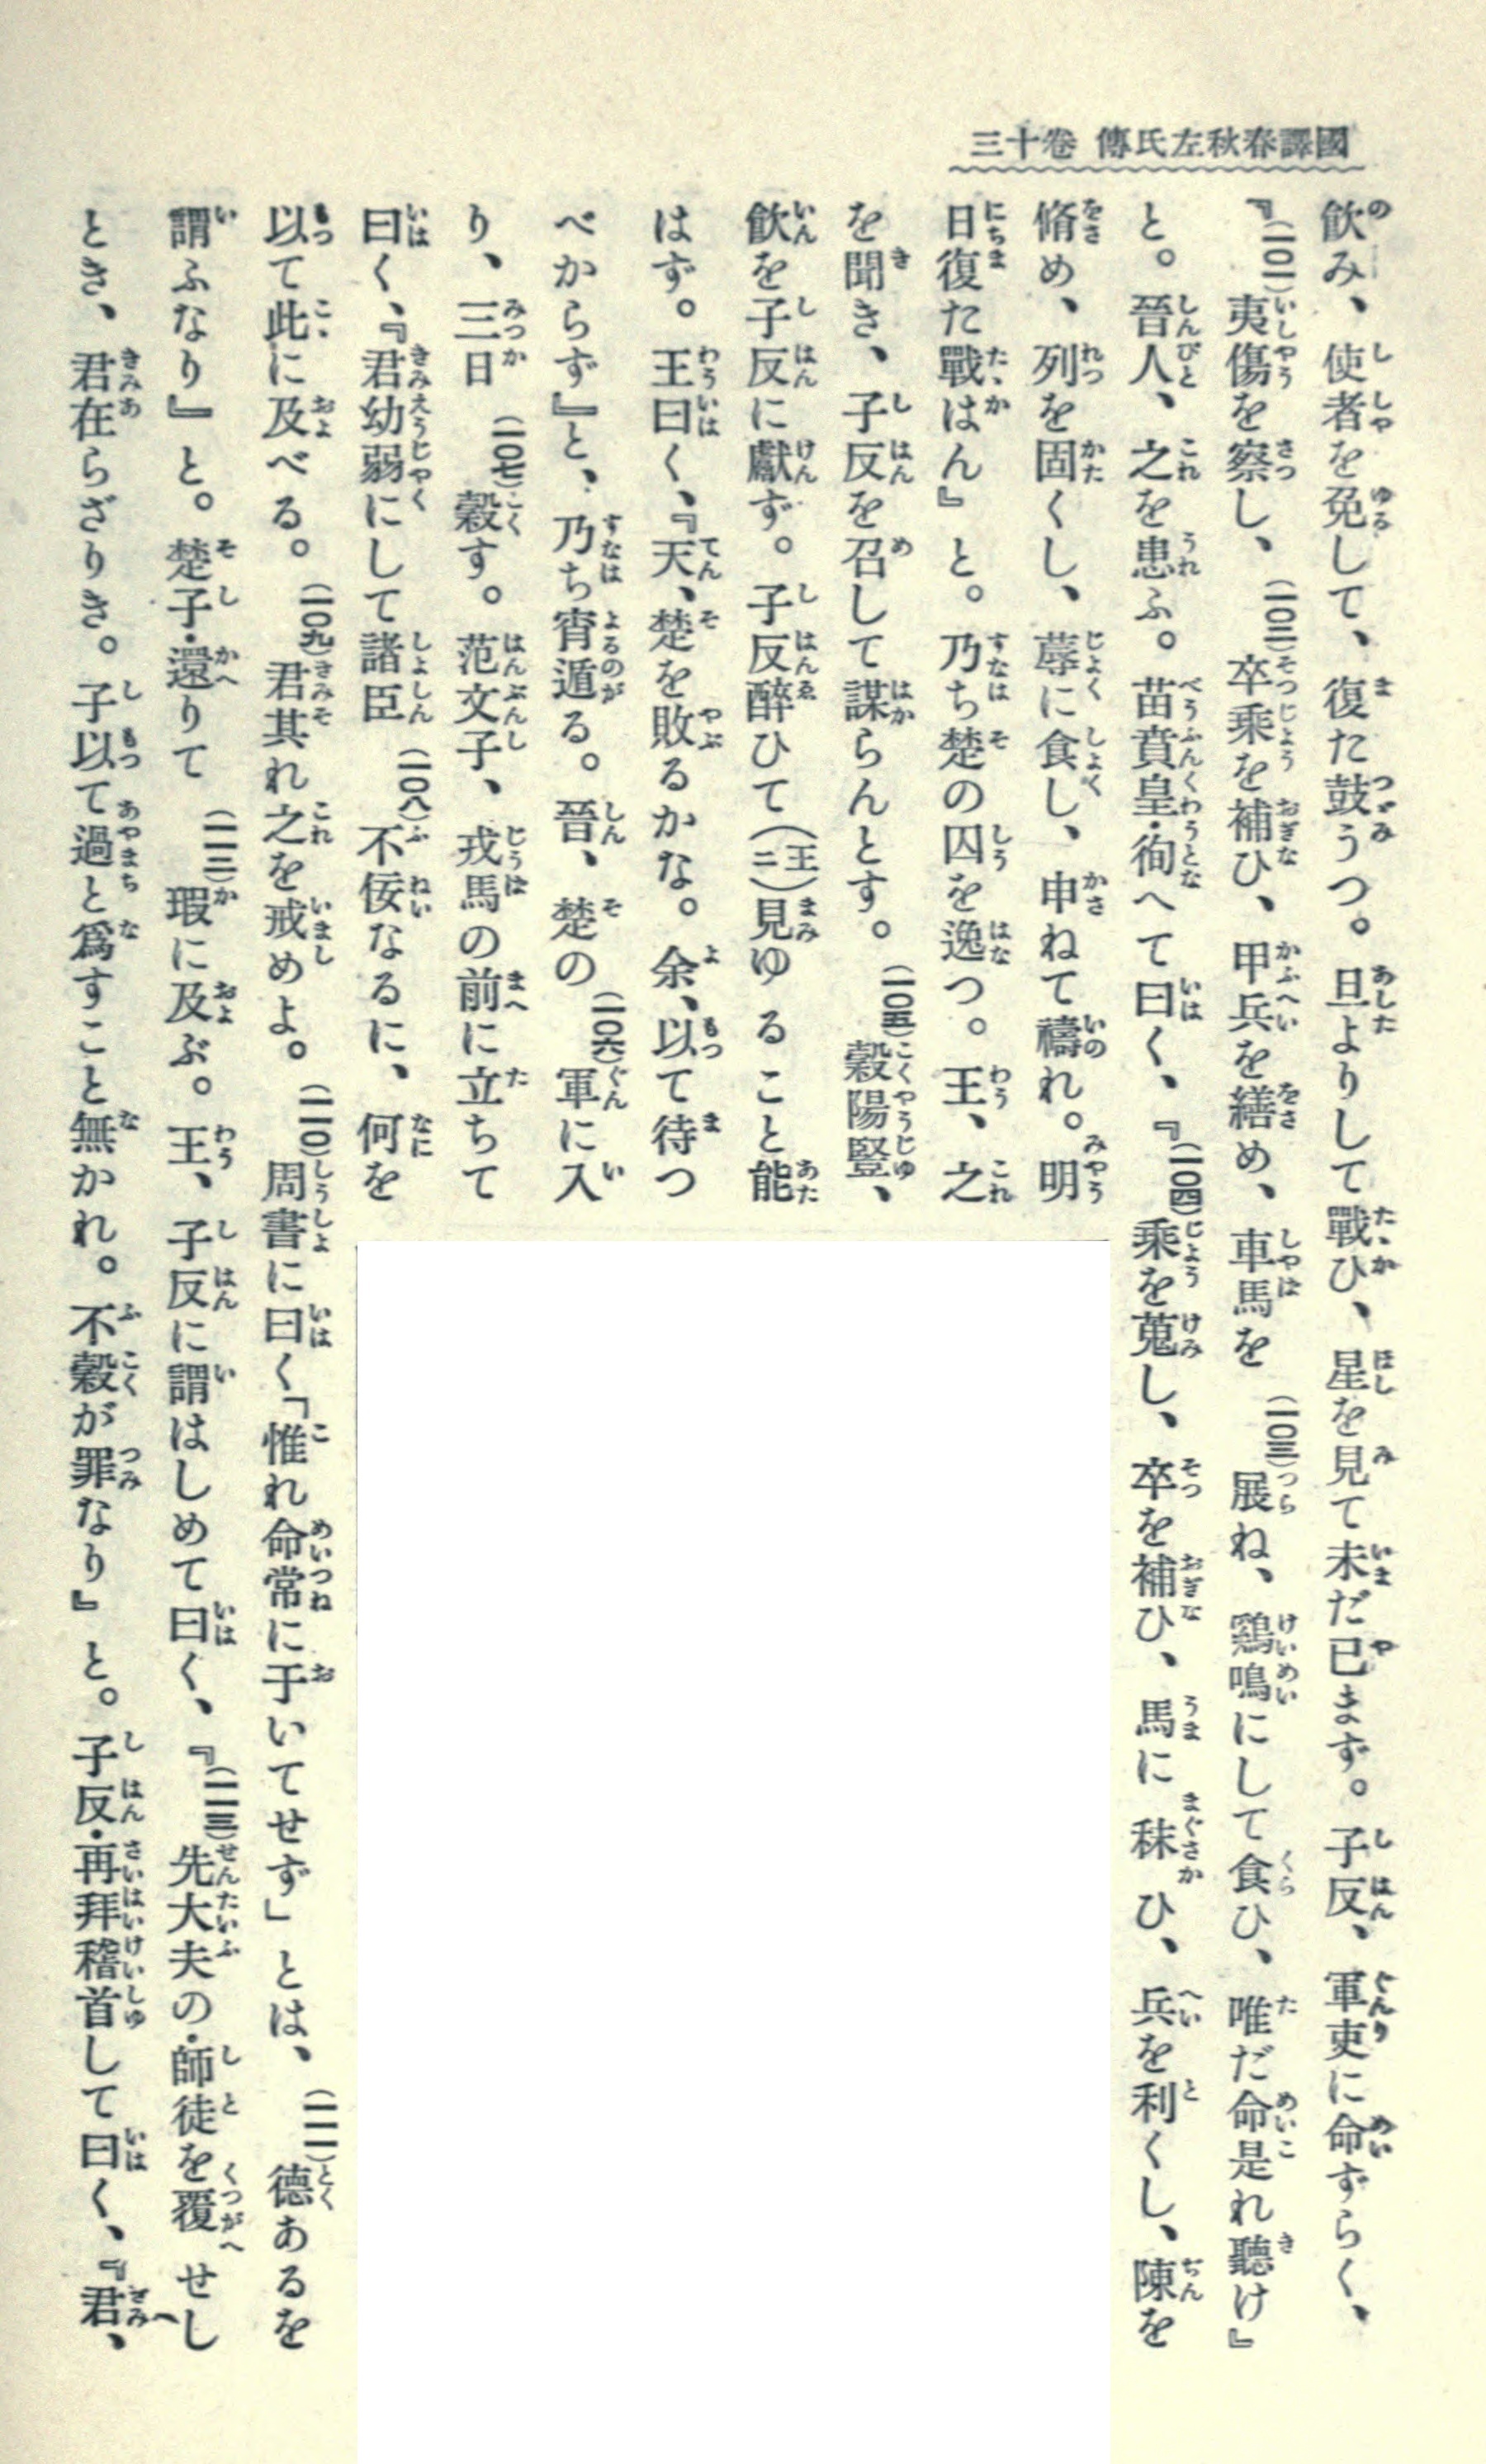 國譯春秋左氏傳 卷十三
飮み、使者を免して、復た鼓うつ。旦よりして戰ひ、星を見て未だ已まず。子反、軍吏に命ずらく、
『(一〇一)夷傷を察し、(一〇二)卒乘を補ひ、甲兵を繕め、車馬を(一〇三)展ね、鷄鳴にして食ひ、唯だ命是れ聽け』
と。晉人、之を患ふ。苗賁皇・徇へて曰く、『(一〇四)乘を蒐し、卒を補ひ、馬に秣ひ、兵を利くし、陳を
脩め、列を固くし、蓐に食し、申ねて禱れ。明
日復た戰はん』と。乃ち楚の囚を逸つ。王、之
を聞き、子反を召して謀らんとす。(一〇五)穀陽豎、
飮を子反に獻ず。子反醉ひて(王ニ)見ゆること能
はず。王曰く、『天、楚を敗るかな。余、以て待つ
べからず』と、乃ち宵遁る。晉、楚の(一〇六)軍に入
り、三日(一〇七)穀す。范文子、戎馬の前に立ちて
曰く、『君幼弱にして諸臣(一〇八)不佞なるに、何を
以て此に及べる。(一〇九)君其れ之を戒めよ。(一一〇)周書に曰く「惟れ命常に于いてせず」とは、(一一一)德あるを
謂ふなり』と。楚子・還りて(一一二)瑕に及ぶ。王、子反に謂はしめて曰く、『(一一三)先大夫の・師徒を覆へせし
とき、君在らざりき。子以て過と爲すこと無かれ。不穀が罪なり』と。子反・再拜稽首して曰く、『君、